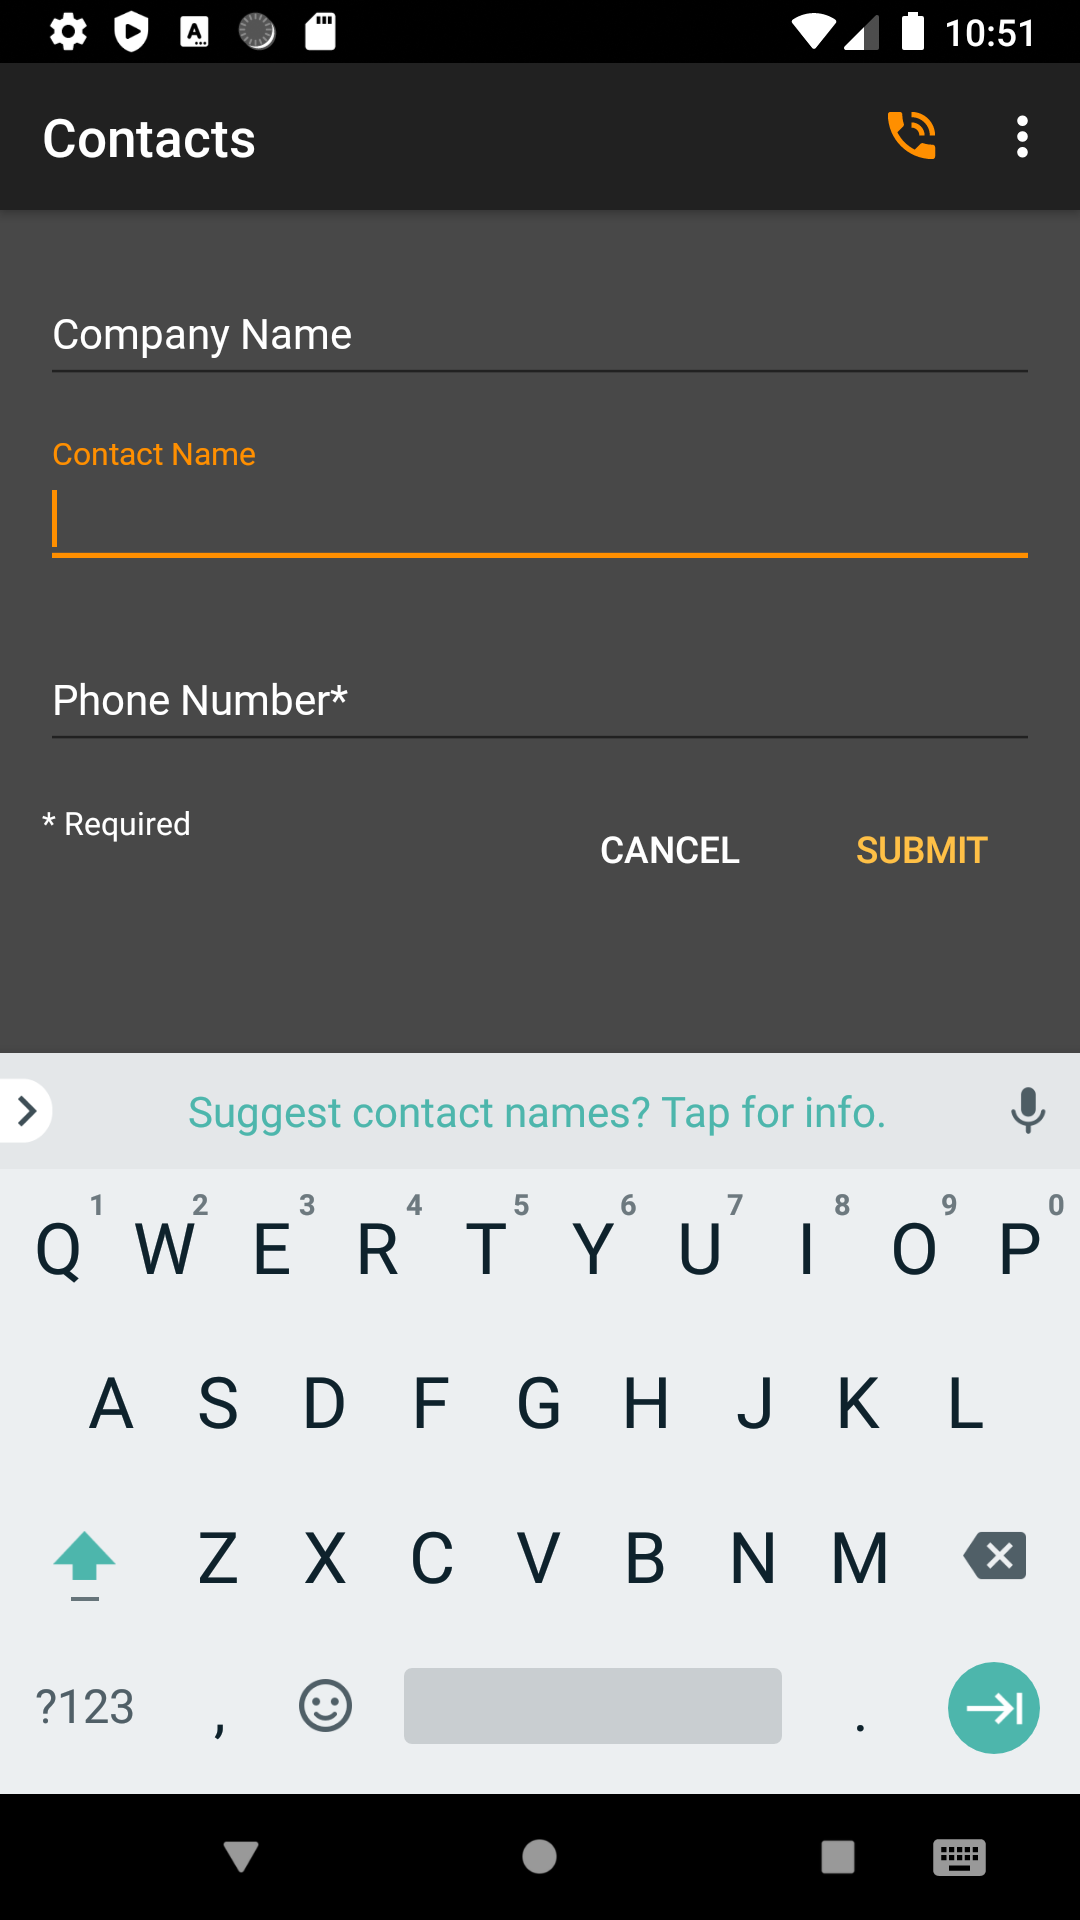 10:51
Contacts
Company Name
Contact Name
Phone Number*
* Required
CANCEL SUBMIT
Suggest contact names? Tap for info.
1 2 3 4 5 6 7 8 9 0
Q W E R T Y U I O P
A S D F G H J K L
Z X C V B N M
?123 , .